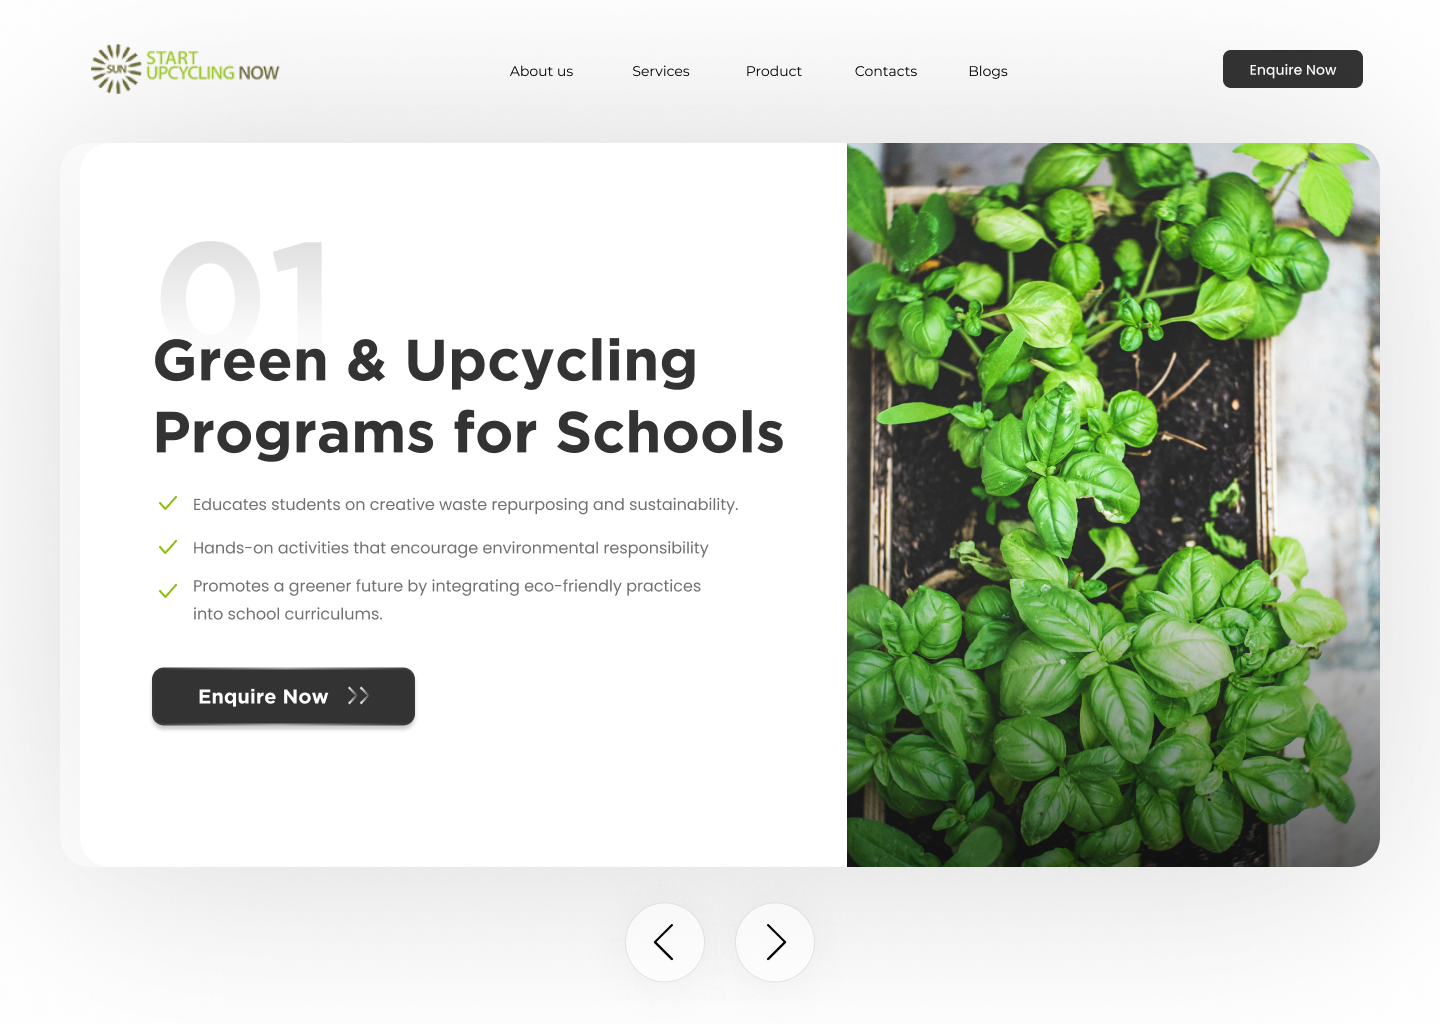 SUN
START
UPCYCLING NOW
About us
Services
Product
Contacts
Blogs
Enquire Now
01
Green & Upcycling
Programs for Schools
Educates students on creative waste repurposing and sustainability.
Hands-on activities that encourage environmental responsibility
Promotes a greener future by integrating eco-friendly practices
into school curriculums.
Enquire Now